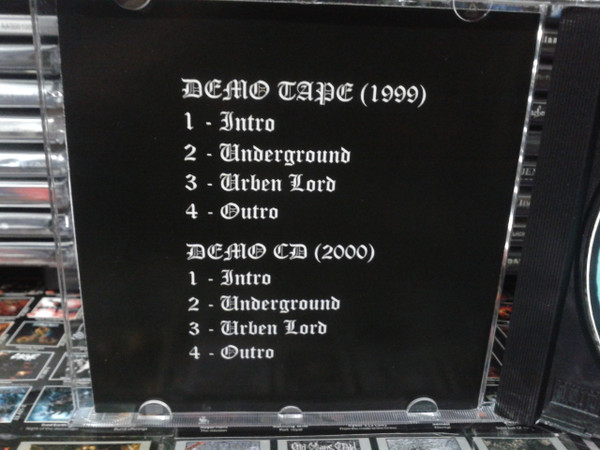 DEMO TAPE (1999)
1 - Intro
2 - Underground
3 - Urben Lord
4 - Outro
DEMO CD (2000)
1 - Intro
2 - Underground
3 - Urben Lord
4 - Outro